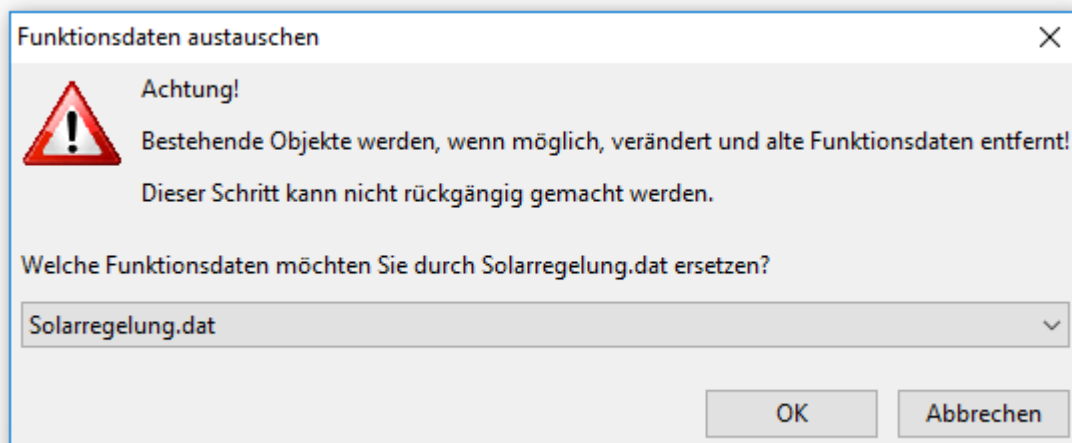 Funktionsdaten austauschen
Achtung!
Bestehende Objekte werden, wenn möglich, verändert und alte Funktionsdaten entfernt!
Dieser Schritt kann nicht rückgängig gemacht werden.
Welche Funktionsdaten möchten Sie durch Solarregelung.dat ersetzen?
Solarregelung.dat
OK Abbrechen